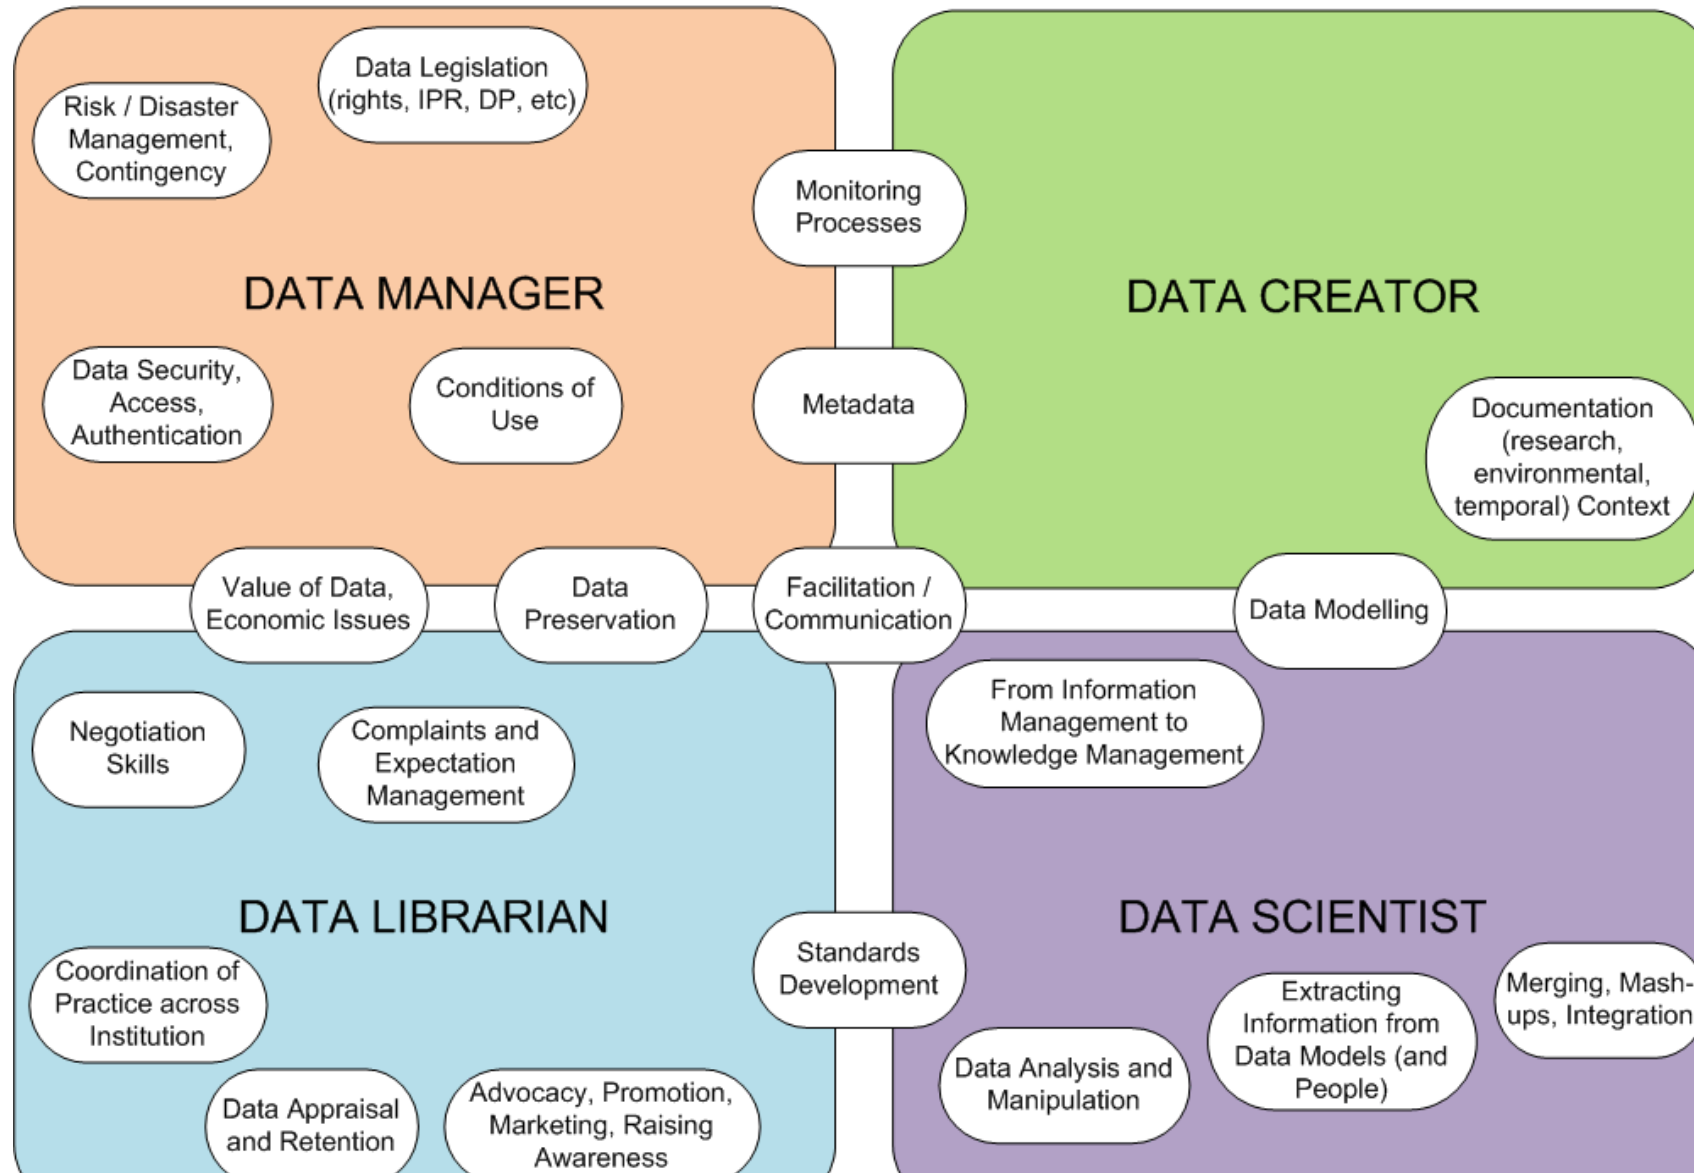 Data Legislation
(rights, IPR, DP, etc)
Risk / Disaster
Management,
Contingency
Monitoring
Processes
DATA MANAGER
DATA CREATOR
Data Security,
Access,
Authentication
Conditions of
Use
Metadata
Documentation
(research,
environmental,
temporal) Context
Value of Data,
Economic Issues
Data
Preservation
Facilitation /
Communication
Data Modelling
From Information
Management to
Knowledge Management
Negotiation
Skills
Complaints and
Expectation
Management
DATA LIBRARIAN
DATA SCIENTIST
Coordination of
Practice across
Institution
Standards
Development
Extracting
Information from
Data Models (and
People)
Merging, Mash-
ups, Integration
Data Analysis and
Manipulation
Data Appraisal
and Retention
Advocacy, Promotion,
Marketing, Raising
Awareness